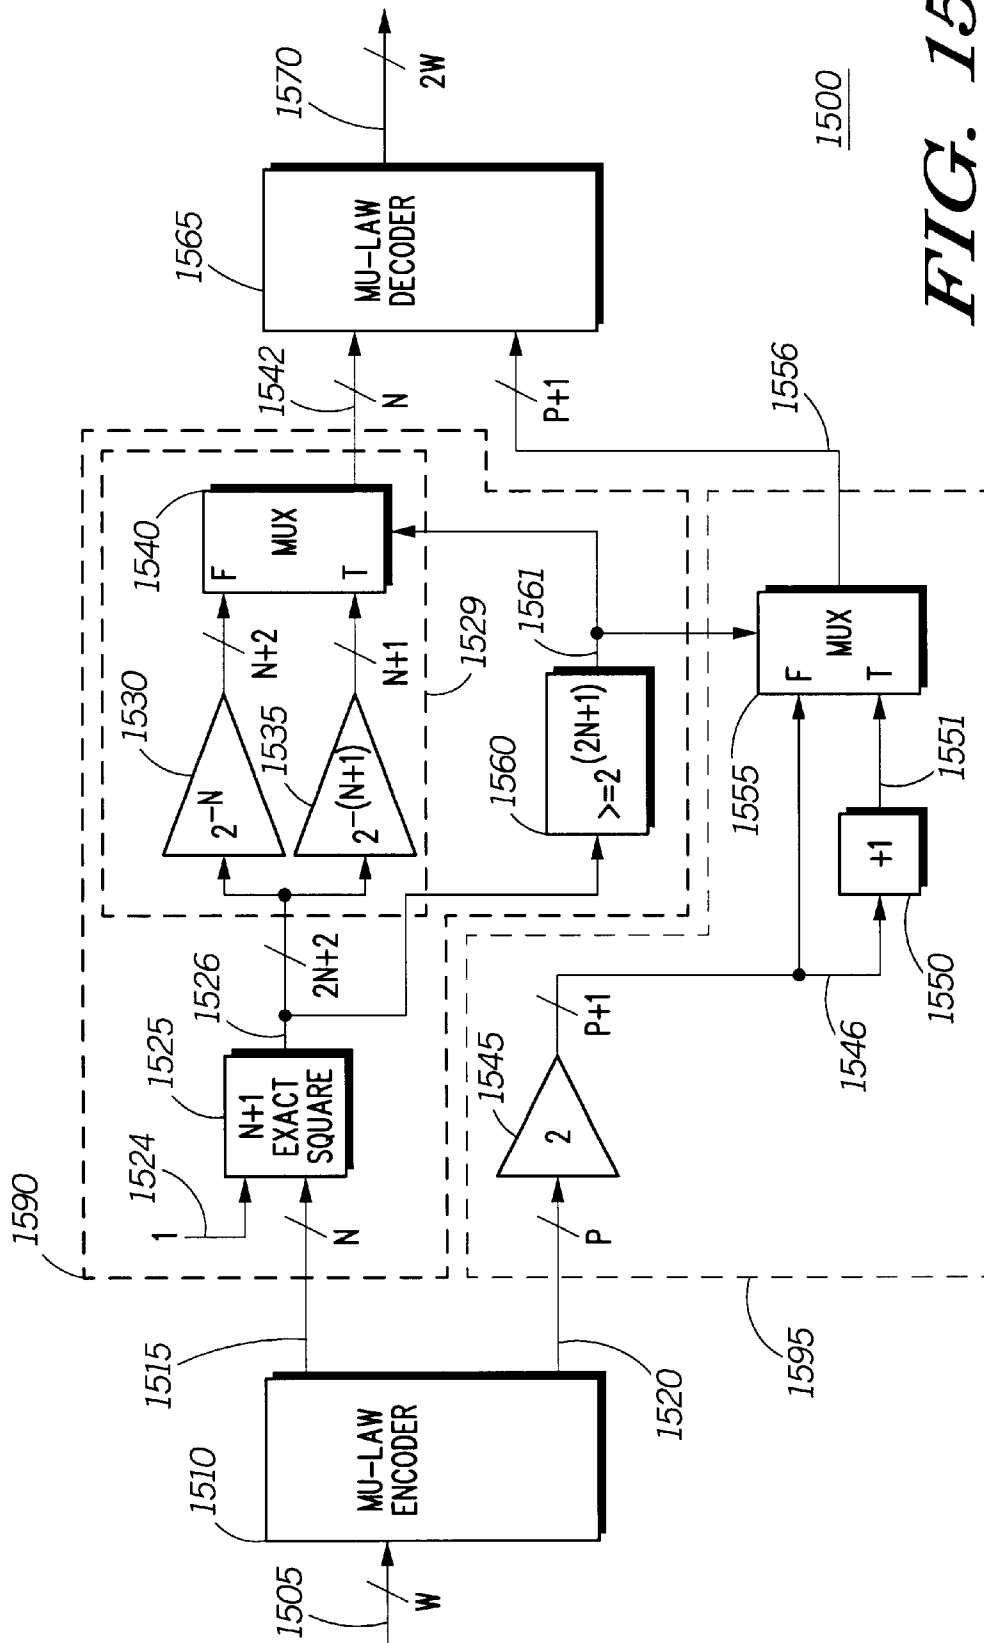 1590
1505
W
1510
MU-LAW
ENCODER
1515
1520
1524
1
N
1525
N+1
EXACT
SQUARE
1526
2N+2
1530
2^-N
N+2
1535
2^-(N+1)
N+1
1529
1540
F
T
MUX
1542
N
1560
>=2^(2N+1)
1561
P
1545
2
P+1
1546
1550
+1
1551
1555
F
T
MUX
1556
P+1
1565
MU-LAW
DECODER
1570
2W
1595
1500
FIG. 15